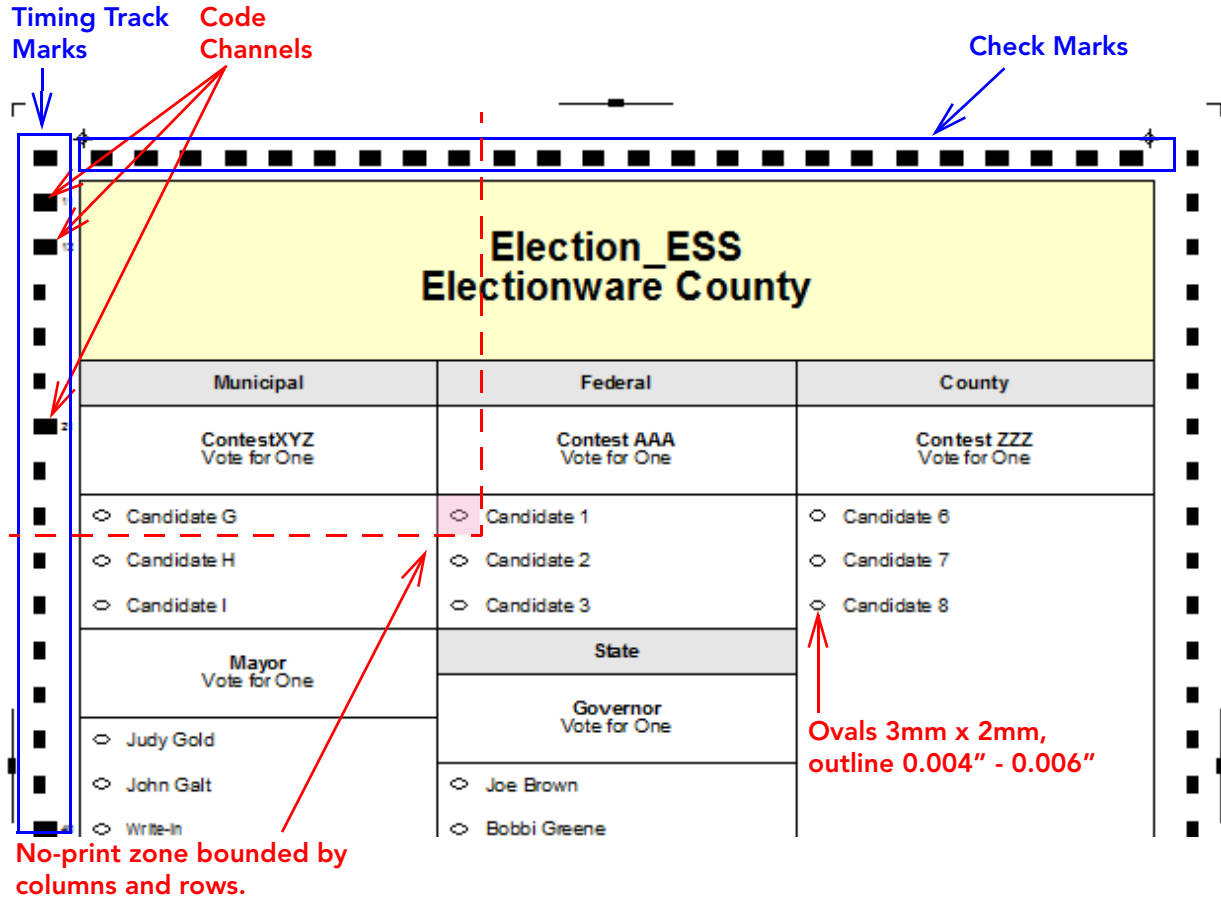 Timing Track
Marks
Code
Channels
Check Marks
Election_ESS
Electionware County
Municipal
Federal
County
ContestXYZ
Vote for One
Contest AAA
Vote for One
Contest ZZZ
Vote for One
Candidate G
Candidate 1
Candidate 6
Candidate H
Candidate 2
Candidate 7
Candidate I
Candidate 3
Candidate 8
Mayor
Vote for One
State
Governor
Vote for One
Judy Gold
John Galt
Joe Brown
Write-in
Bobbi Greene
Ovals 3mm x 2mm,
outline 0.004” - 0.006”
No-print zone bounded by
columns and rows.